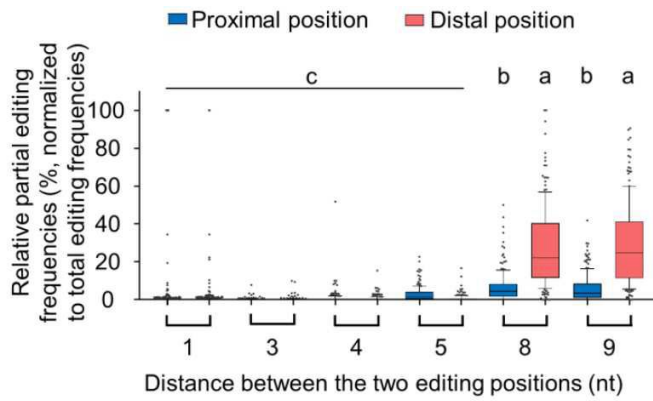 Proximal position Distal position
c b a b a
Relative partial editing
frequencies (%, normalized
to total editing frequencies)
100
80
60
40
20
0
1 3 4 5 8 9
Distance between the two editing positions (nt)